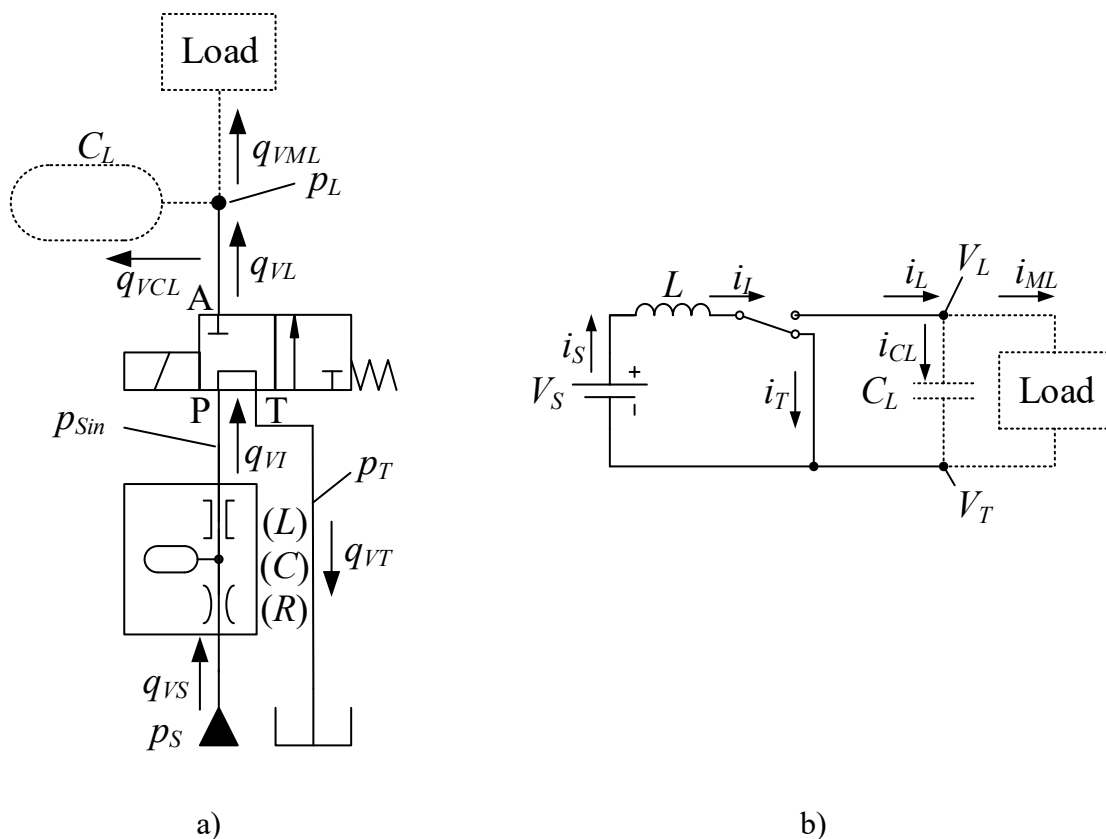 Load
C_L
q_VML
p_L
q_VCL
q_VL
A
P T
p_Sin
q_VI
p_T
(L)
(C)
(R)
q_VT
q_VS
p_S
a)
V_L
L
i_I
i_L
i_ML
i_S
i_CL
+
V_S
i_T
C_L
Load
V_T
b)